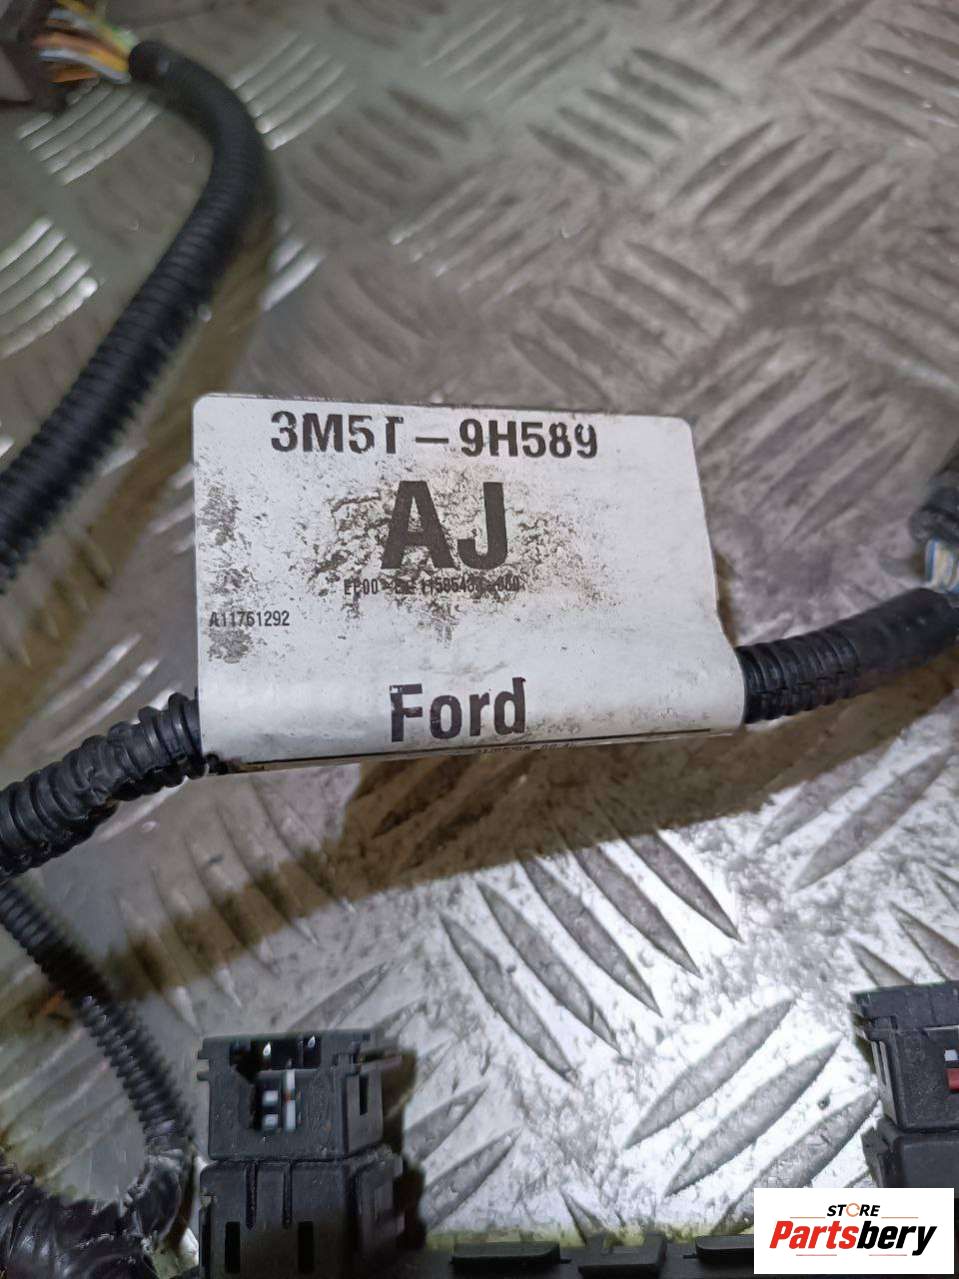 3M5T-9H589
AJ
A11761292
Ford
STORE
Partsbery